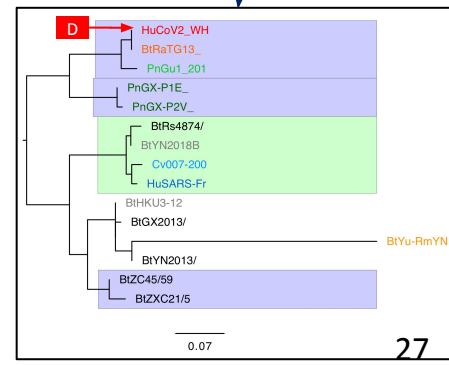 D
HuCoV2_WH
BtRaTG13_
PnGu1_201
PnGX-P1E_
PnGX-P2V_
BtRs4874/
BtYN2018B
Cv007-200
HuSARS-Fr
BtHKU3-12
BtGX2013/
BtYu-RmYN
BtYN2013/
BtZC45/59
BtZXC21/5
0.07
27